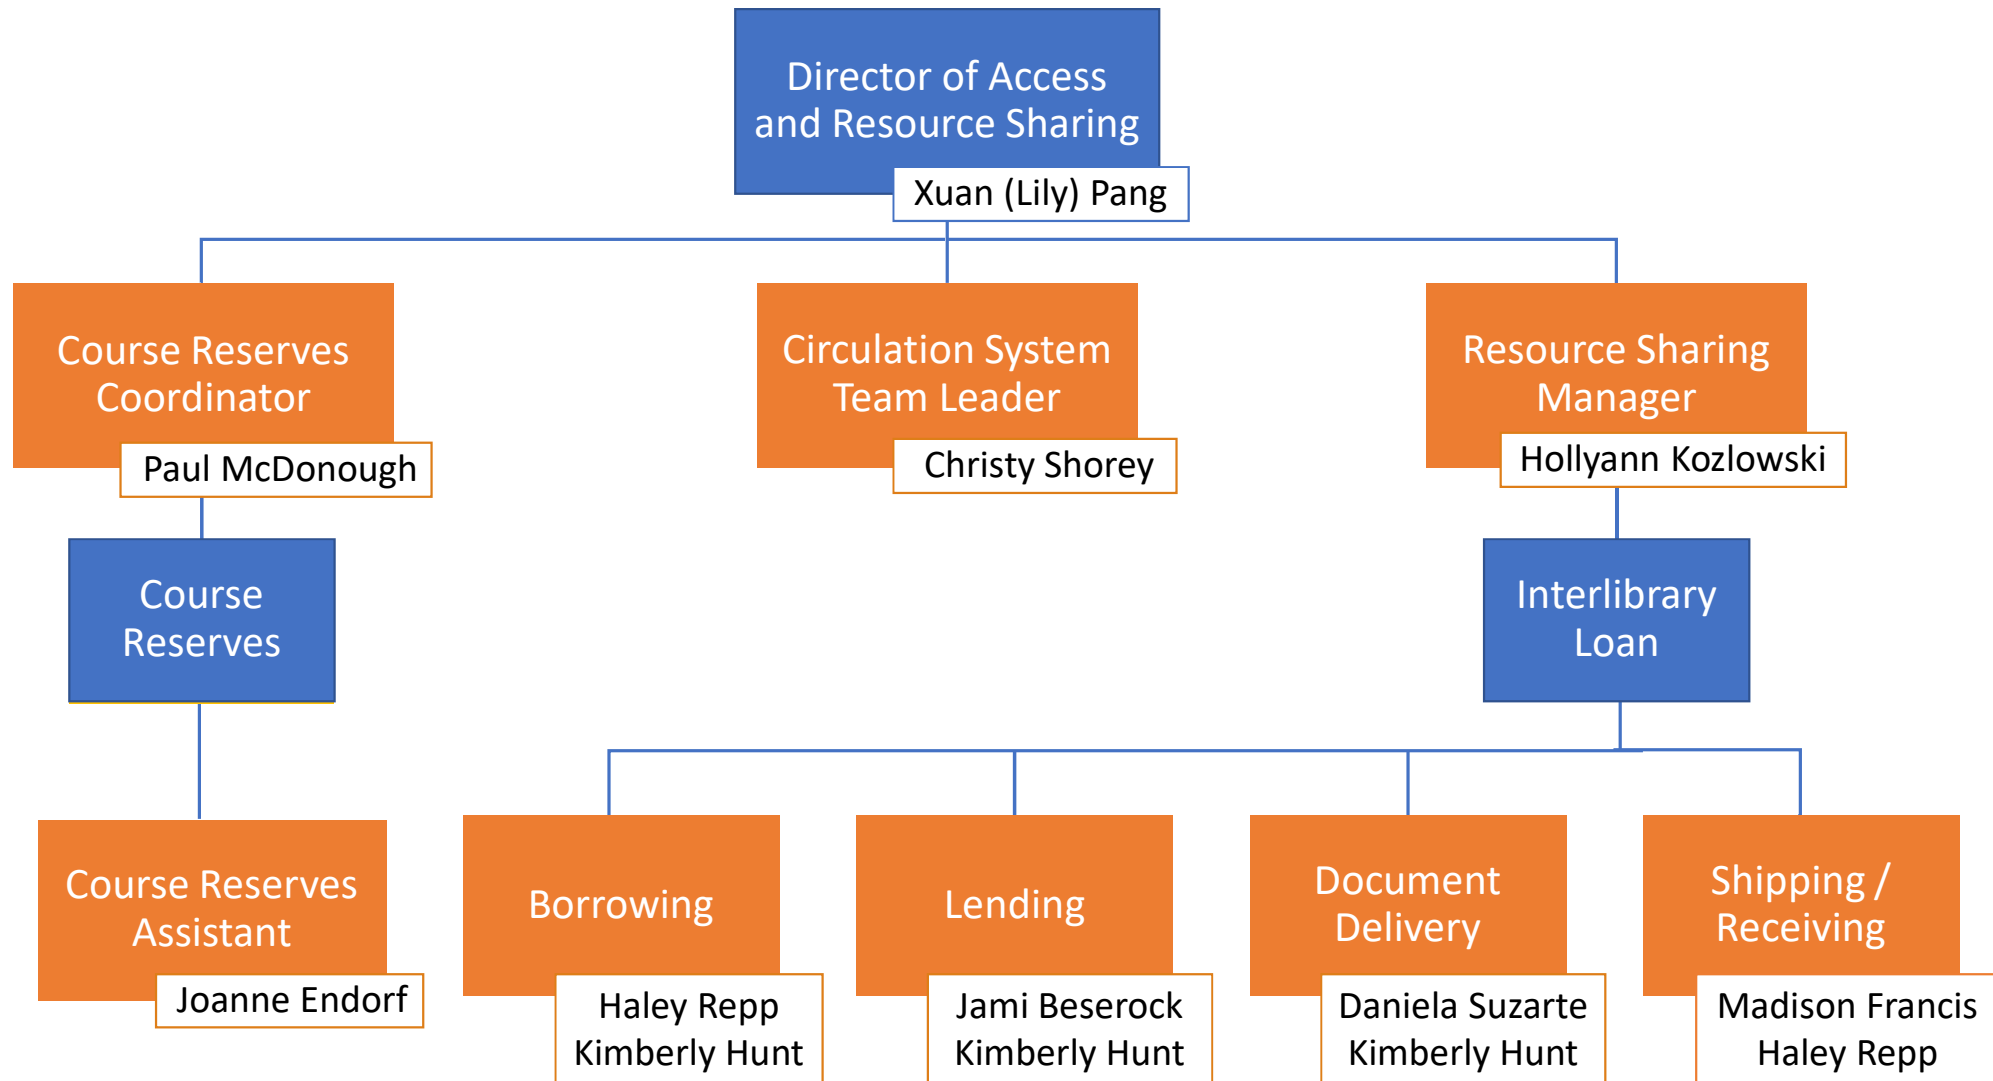 Director of Access
and Resource Sharing
Xuan (Lily) Pang
Course Reserves
Coordinator
Paul McDonough
Circulation System
Team Leader
Christy Shorey
Resource Sharing
Manager
Hollyann Kozlowski
Course
Reserves
Interlibrary
Loan
Course Reserves
Assistant
Joanne Endorf
Borrowing
Haley Repp
Kimberly Hunt
Lending
Jami Beserock
Kimberly Hunt
Document
Delivery
Daniela Suzarte
Kimberly Hunt
Shipping /
Receiving
Madison Francis
Haley Repp